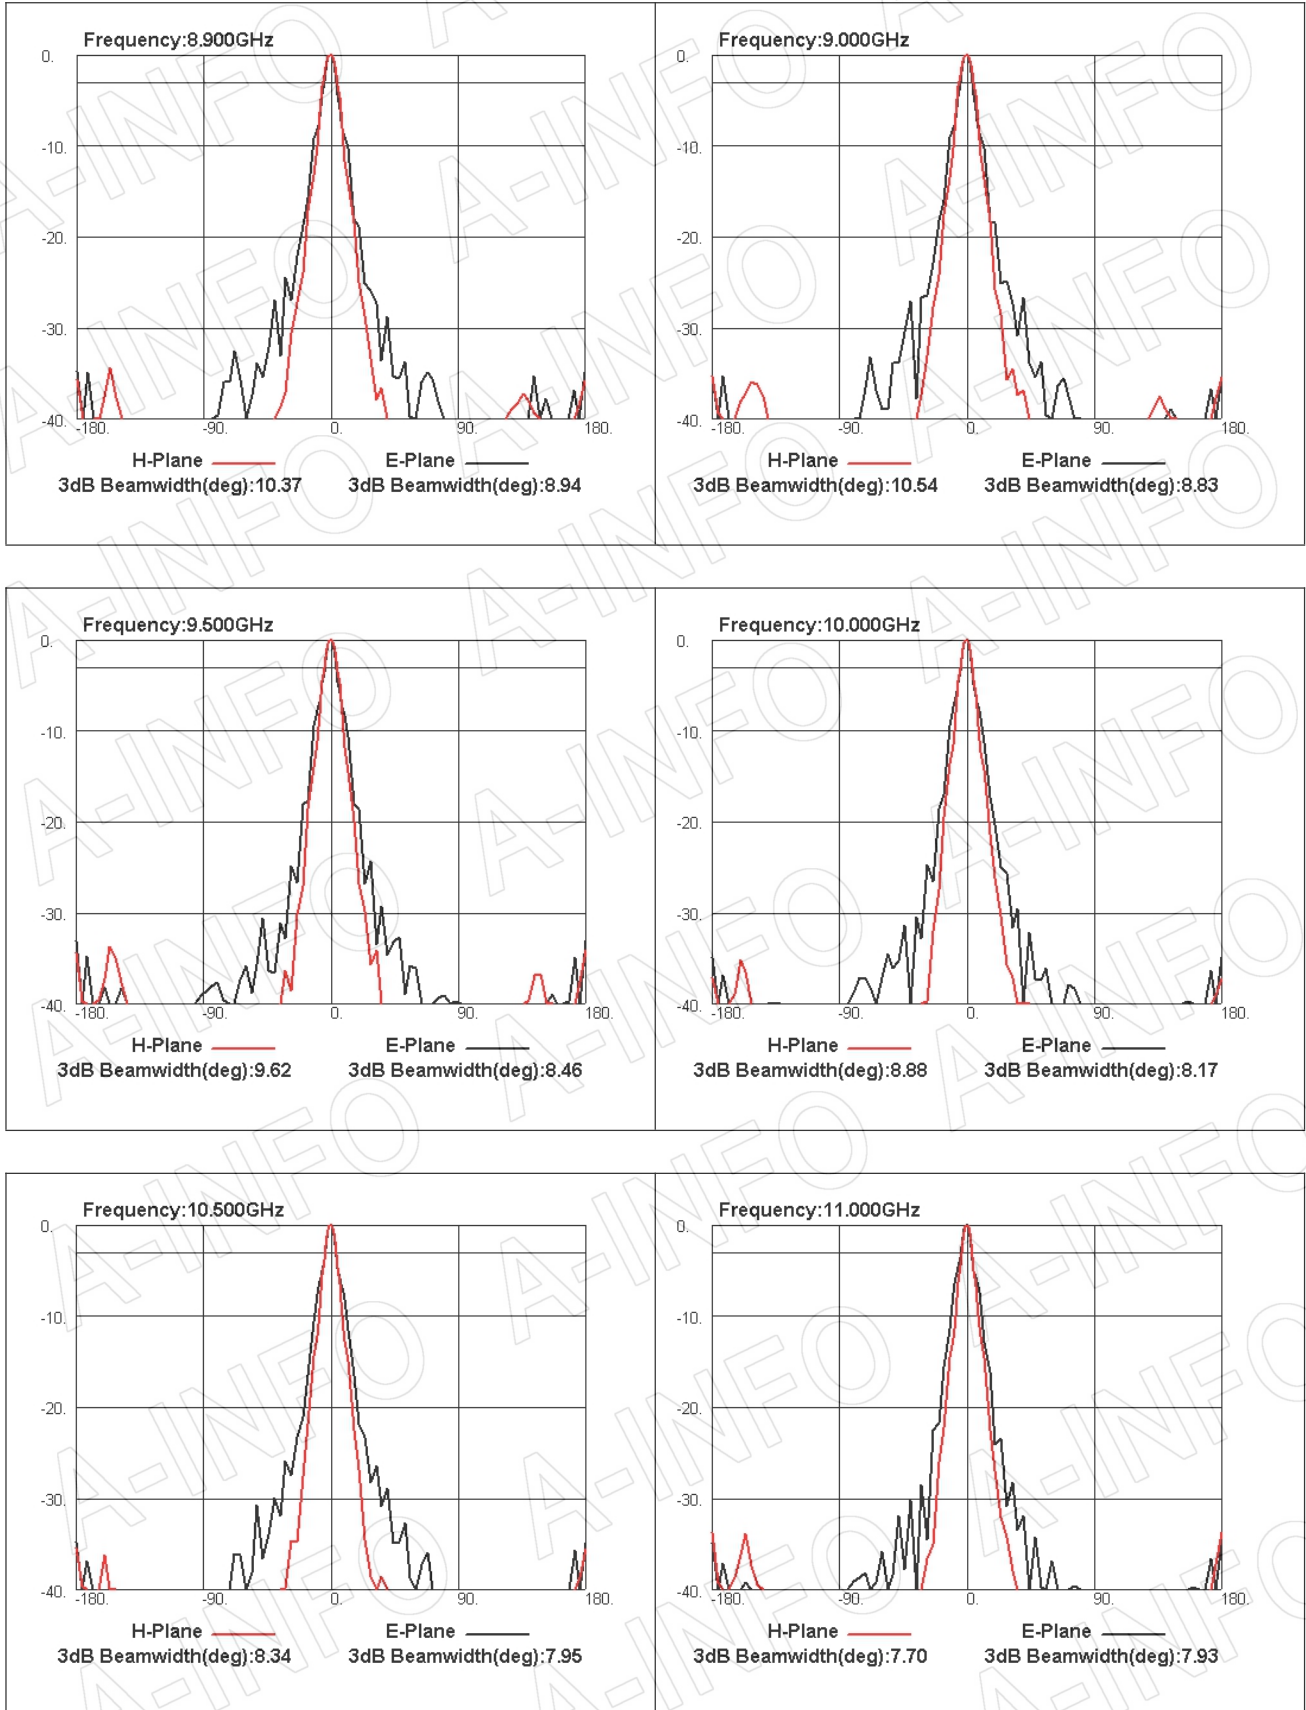 Frequency:8.900GHz
0.
-10.
-20.
-30.
-40.
-180.
-90.
0.
90.
180.
H-Plane
E-Plane
3dB Beamwidth(deg):10.37
3dB Beamwidth(deg):8.94
Frequency:9.000GHz
0.
-10.
-20.
-30.
-40.
-180.
-90.
0.
90.
180.
H-Plane
E-Plane
3dB Beamwidth(deg):10.54
3dB Beamwidth(deg):8.83
Frequency:9.500GHz
0.
-10.
-20.
-30.
-40.
-180.
-90.
0.
90.
180.
H-Plane
E-Plane
3dB Beamwidth(deg):9.62
3dB Beamwidth(deg):8.46
Frequency:10.000GHz
0.
-10.
-20.
-30.
-40.
-180.
-90.
0.
90.
180.
H-Plane
E-Plane
3dB Beamwidth(deg):8.88
3dB Beamwidth(deg):8.17
Frequency:10.500GHz
0.
-10.
-20.
-30.
-40.
-180.
-90.
0.
90.
180.
H-Plane
E-Plane
3dB Beamwidth(deg):8.34
3dB Beamwidth(deg):7.95
Frequency:11.000GHz
0.
-10.
-20.
-30.
-40.
-180.
-90.
0.
90.
180.
H-Plane
E-Plane
3dB Beamwidth(deg):7.70
3dB Beamwidth(deg):7.93
A-INFO